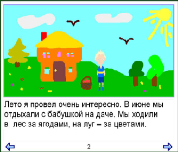 Лето я провел очень интересно. В июне мы
отдыхали с бабушкой на даче. Мы ходили
в лес за ягодами, на луг – за цветами.
2